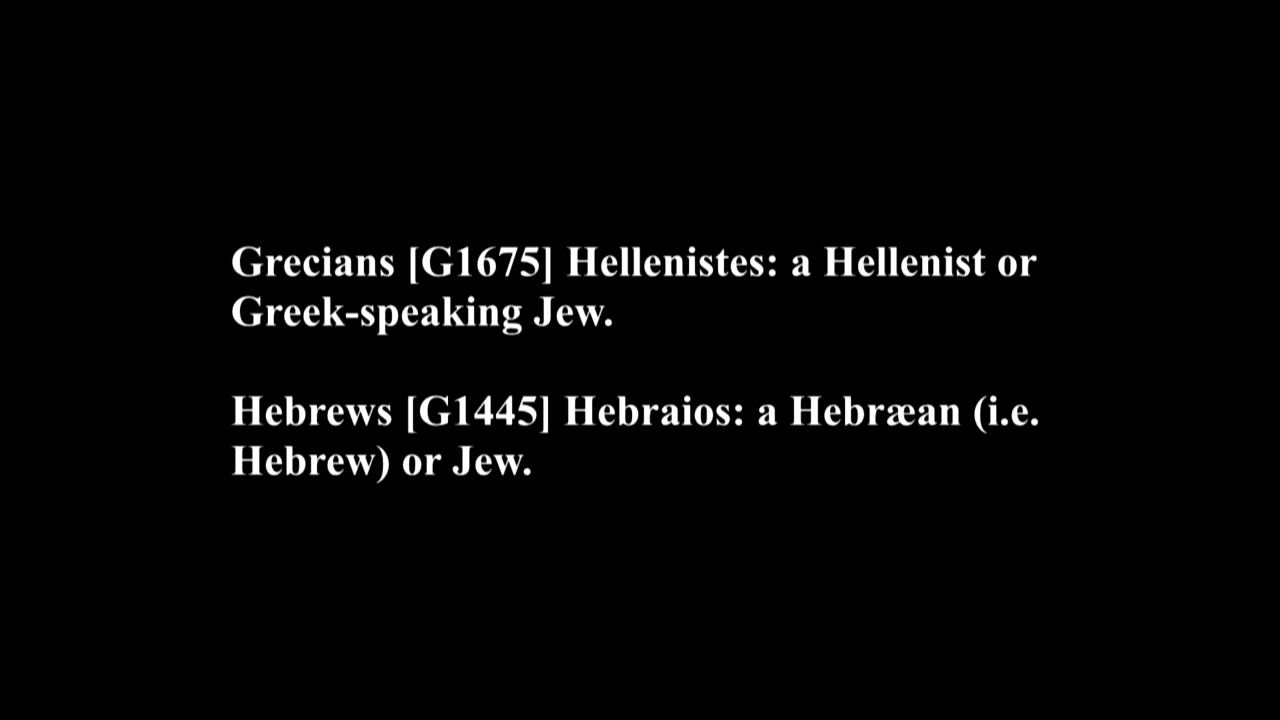 Grecians [G1675] Hellenistes: a Hellenist or
Greek-speaking Jew.
Hebrews [G1445] Hebraios: a Hebræan (i.e.
Hebrew) or Jew.